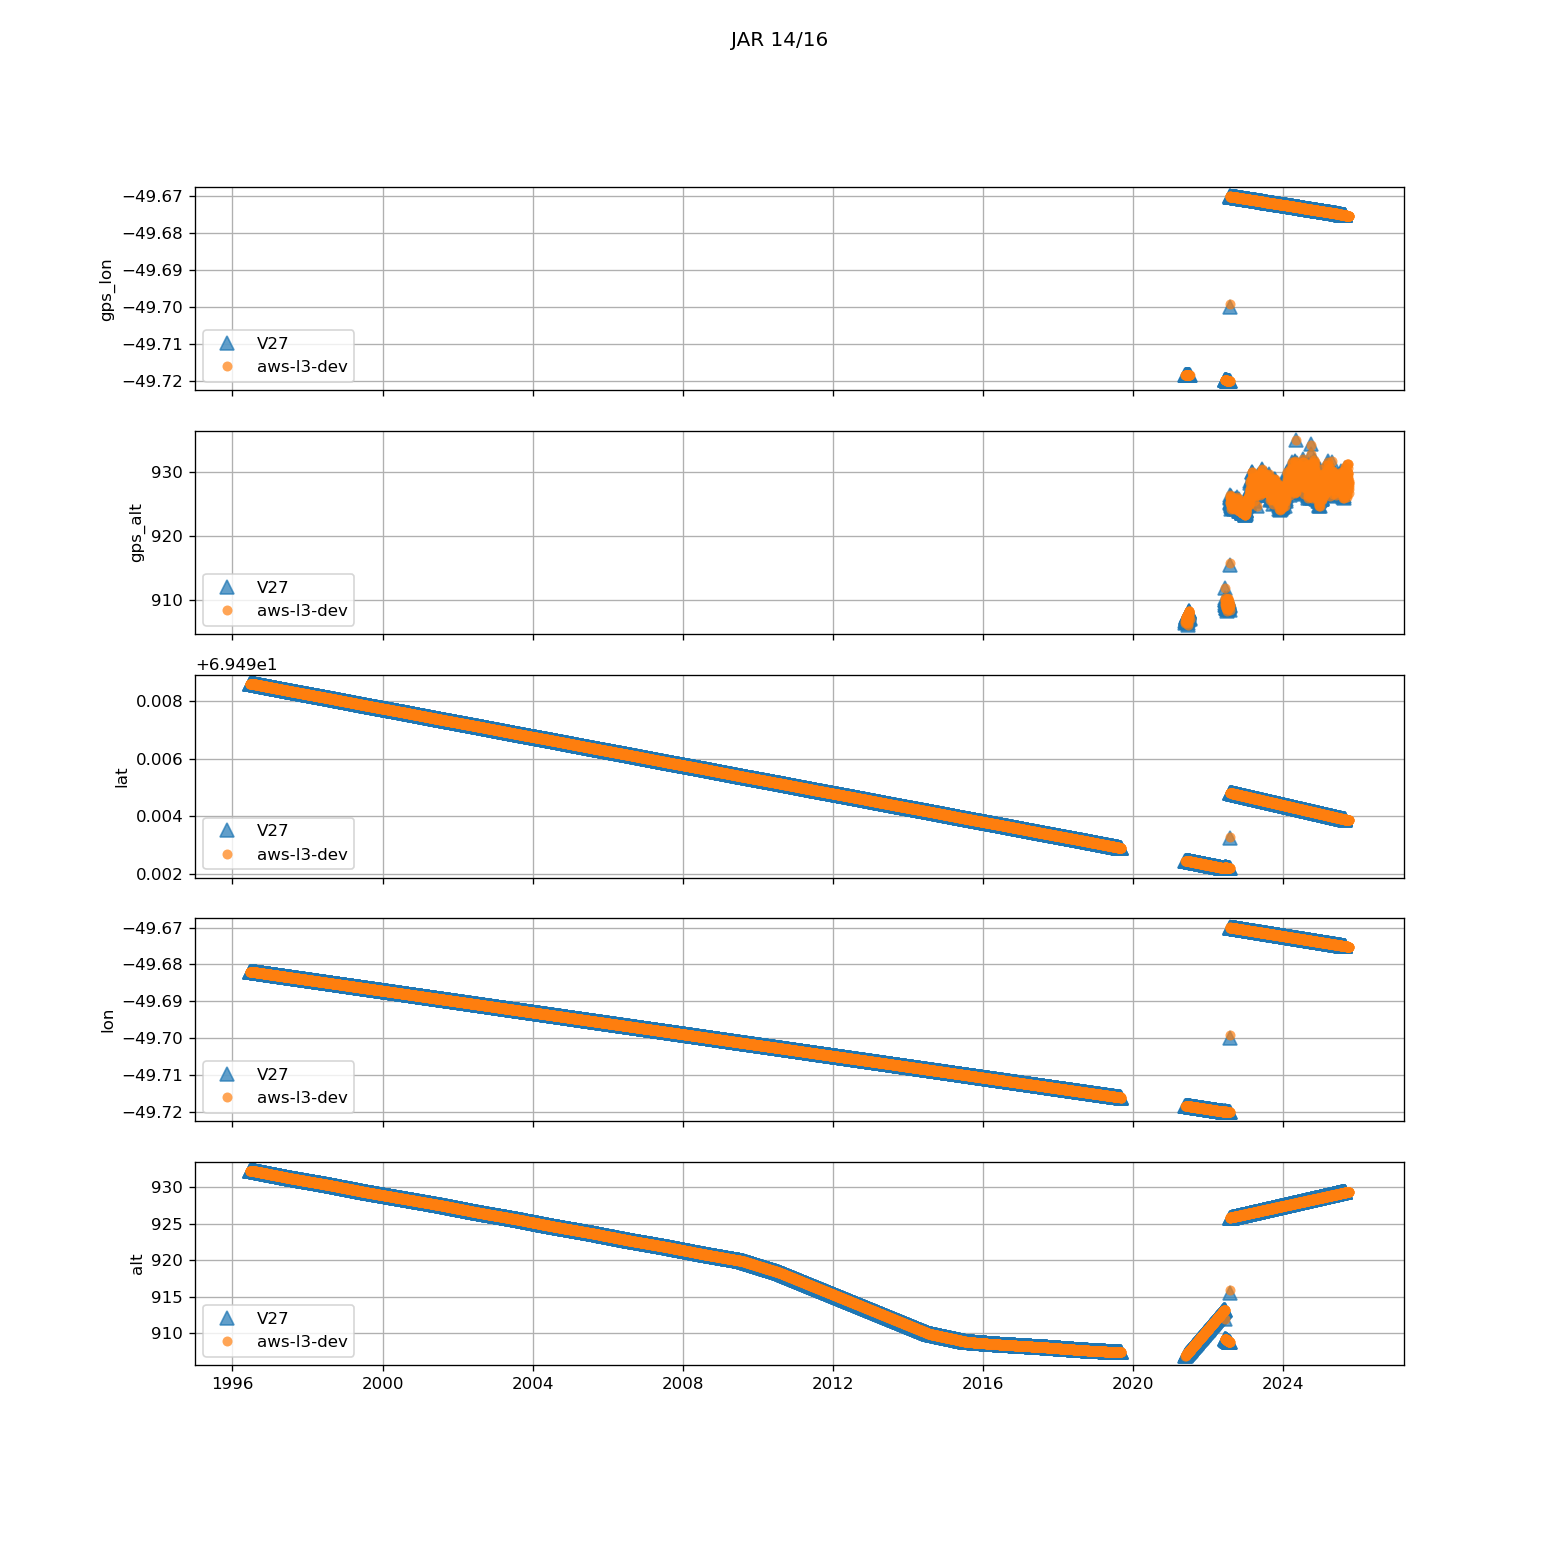 JAR 14/16
gps_lon
−49.67
−49.68
−49.69
−49.70
−49.71
−49.72
V27
aws-l3-dev
gps_alt
930
920
910
V27
aws-l3-dev
+6.949e1
lat
0.008
0.006
0.004
0.002
V27
aws-l3-dev
lon
−49.67
−49.68
−49.69
−49.70
−49.71
−49.72
V27
aws-l3-dev
alt
930
925
920
915
910
V27
aws-l3-dev
1996 2000 2004 2008 2012 2016 2020 2024